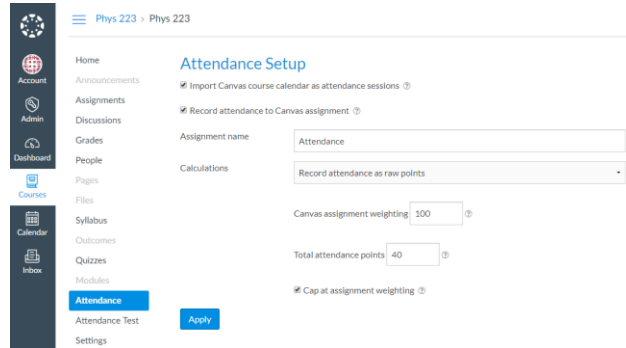 Phys 223 › Phys 223
Account
Admin
Dashboard
Courses
Calendar
Inbox
Home
Announcements
Assignments
Discussions
Grades
People
Pages
Files
Syllabus
Outcomes
Quizzes
Modules
Attendance
Attendance Test
Settings
Attendance Setup
Import Canvas course calendar as attendance sessions ?
Record attendance to Canvas assignment ?
Assignment name Attendance
Calculations Record attendance as raw points
Canvas assignment weighting 100 ?
Total attendance points 40 ?
Cap at assignment weighting ?
Apply